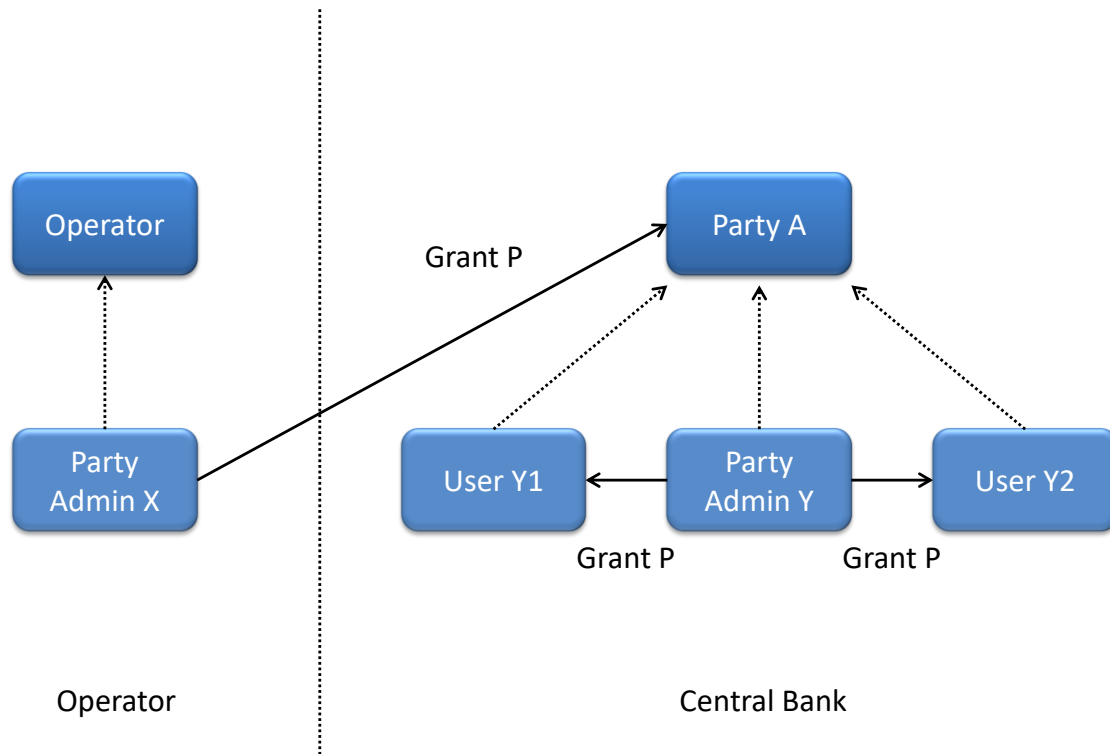 Operator
Party A
Grant P
Party
Admin X
User Y1
Party
Admin Y
User Y2
Grant P
Grant P
Operator
Central Bank